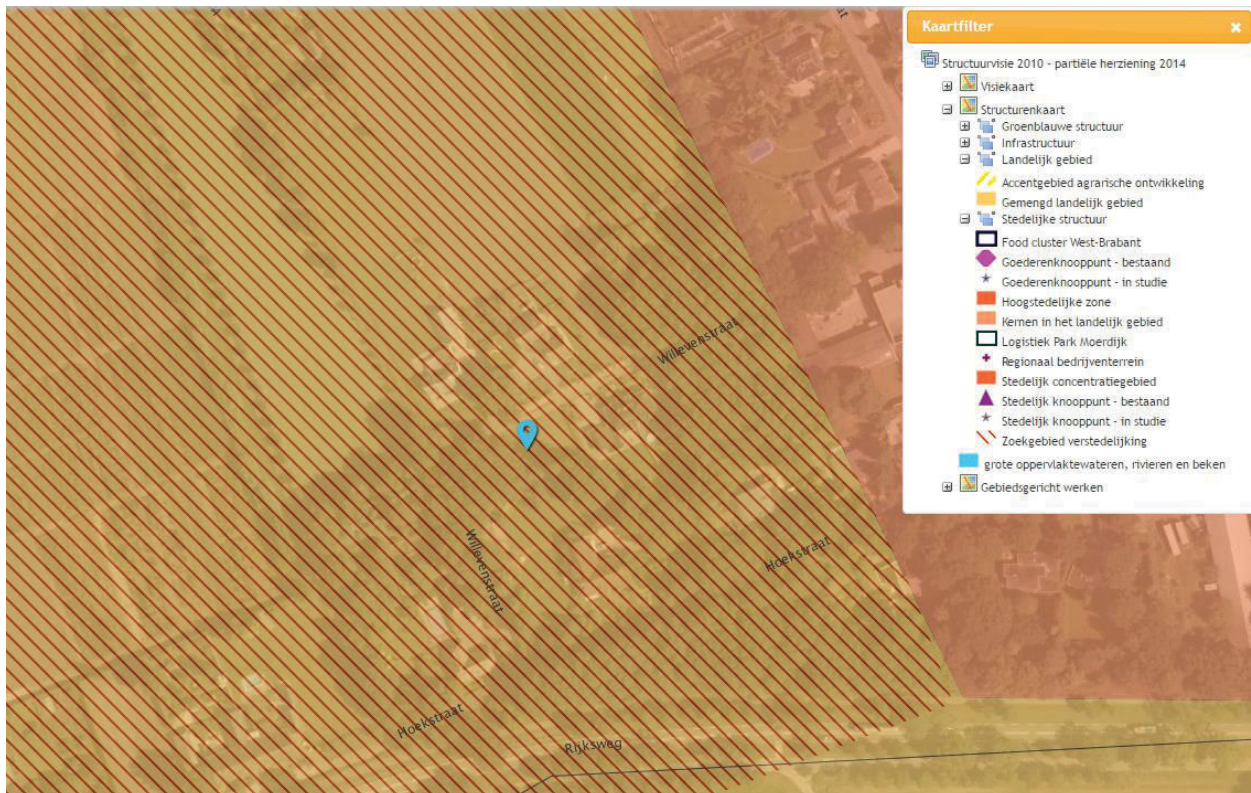 Kaartfilter
Structuurvisie 2010 - partiële herziening 2014
Visiekaart
Structurenkaart
Groenblauwe structuur
Infrastructuur
Landelijk gebied
Accentgebied agrarische ontwikkeling
Gemengd landelijk gebied
Stedelijke structuur
Food cluster West-Brabant
Goederenknooppunt - bestaand
Goederenknooppunt - in studie
Hoogstedelijke zone
Kernen in het landelijk gebied
Logistiek Park Moerdijk
Regionaal bedrijventerrein
Stedelijk concentratiegebied
Stedelijk knooppunt - bestaand
Stedelijk knooppunt - in studie
Zoekgebied verstedelijking
grote oppervlaktewateren, rivieren en beken
Gebiedsgericht werken
Willevenstraat
Willevenstraat
Hoekstraat
Hoekstraat
Rijksweg